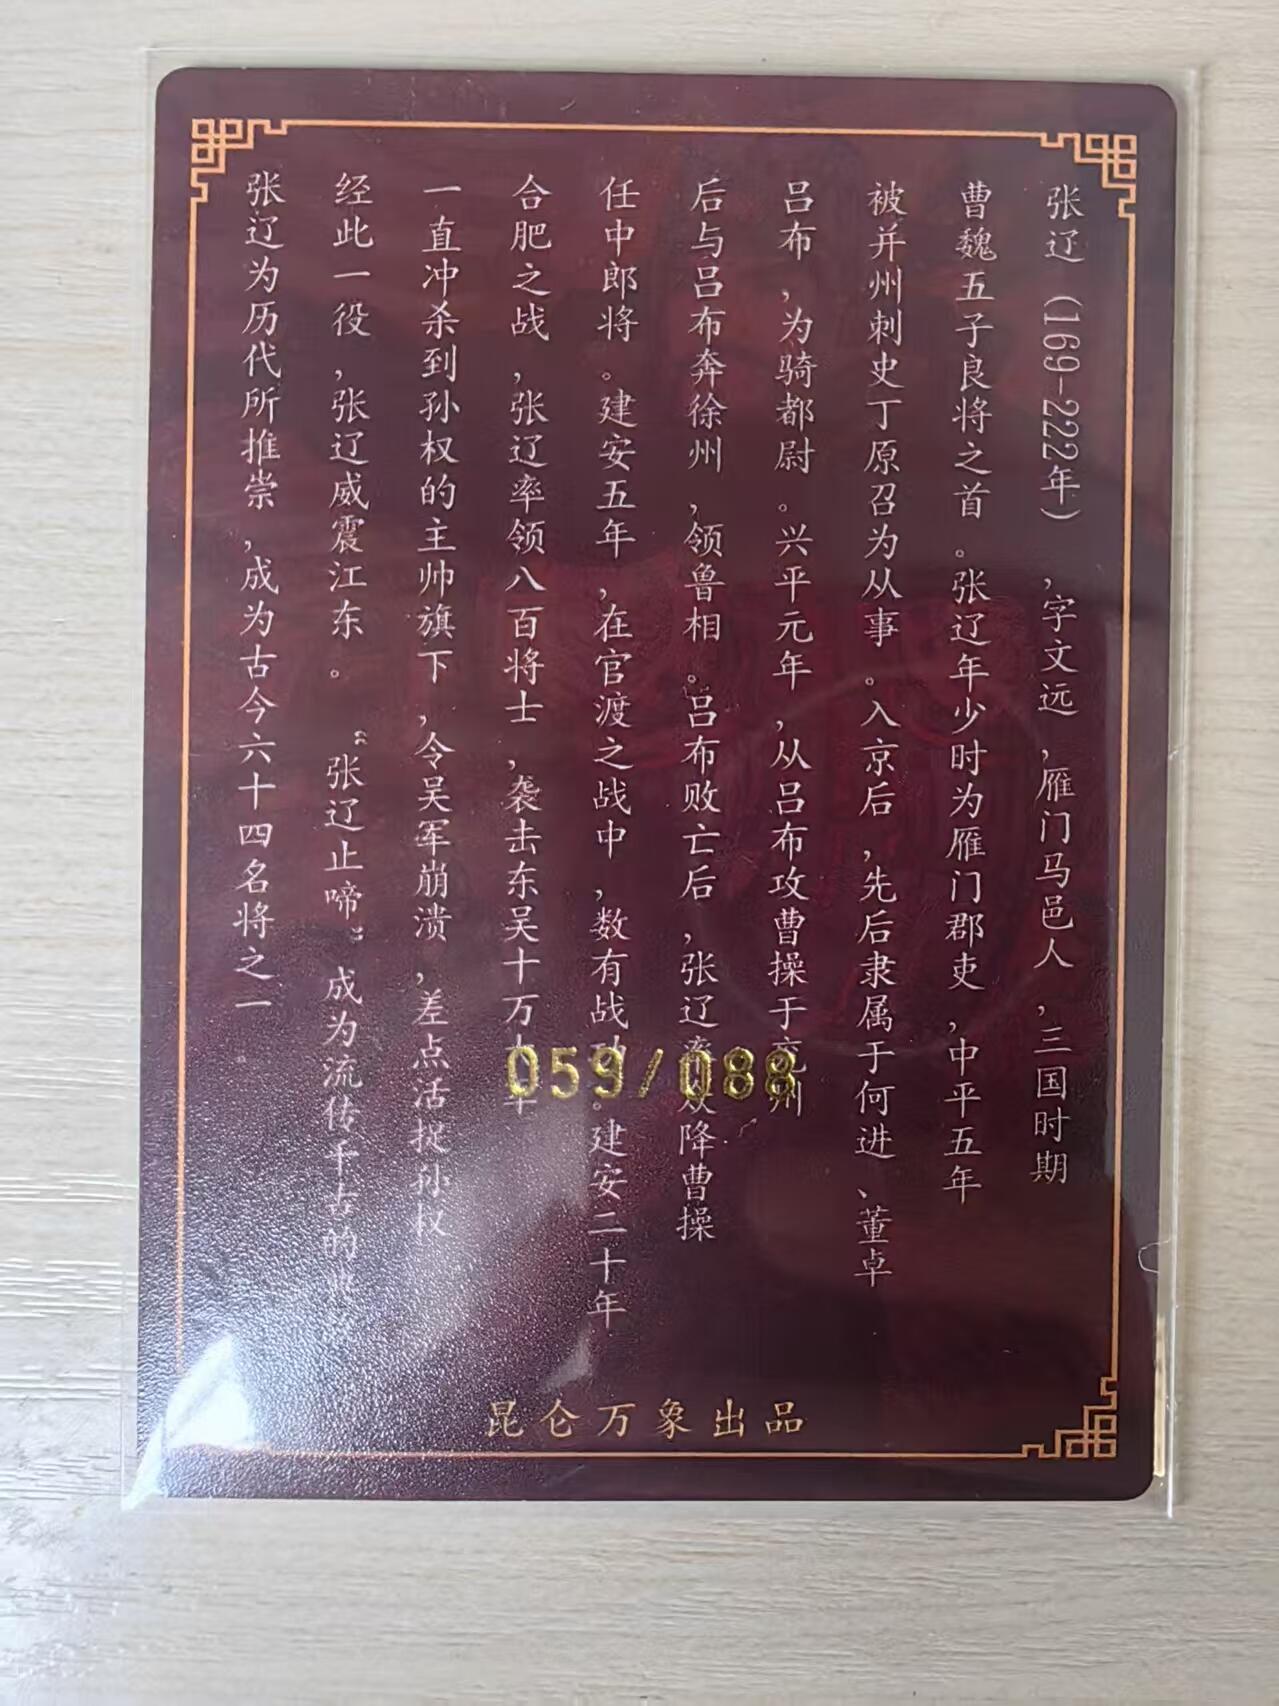 张辽（169-222年），字文远，雁门马邑人，三国时期
曹魏五子良将之首。张辽年少时为雁门郡吏，中平五年
被并州刺史丁原召为从事。入京后，先后隶属于何进、董卓
吕布，为骑都尉。兴平元年，从吕布攻曹操于兖州
后与吕布奔徐州，领鲁相。吕布败亡后，张辽率众降曹操
任中郎将。建安五年，在官渡之战中，数有战功。建安二十年
合肥之战，张辽率领八百将士，袭击东吴十万大军
一直冲杀到孙权的主帅旗下，令吴军崩溃，差点活捉孙权
经此一役，张辽威震江东。“张辽止啼”成为流传千古的
张辽为历代所推崇，成为古今六十四名将之一。
059/088
昆仑万象出品